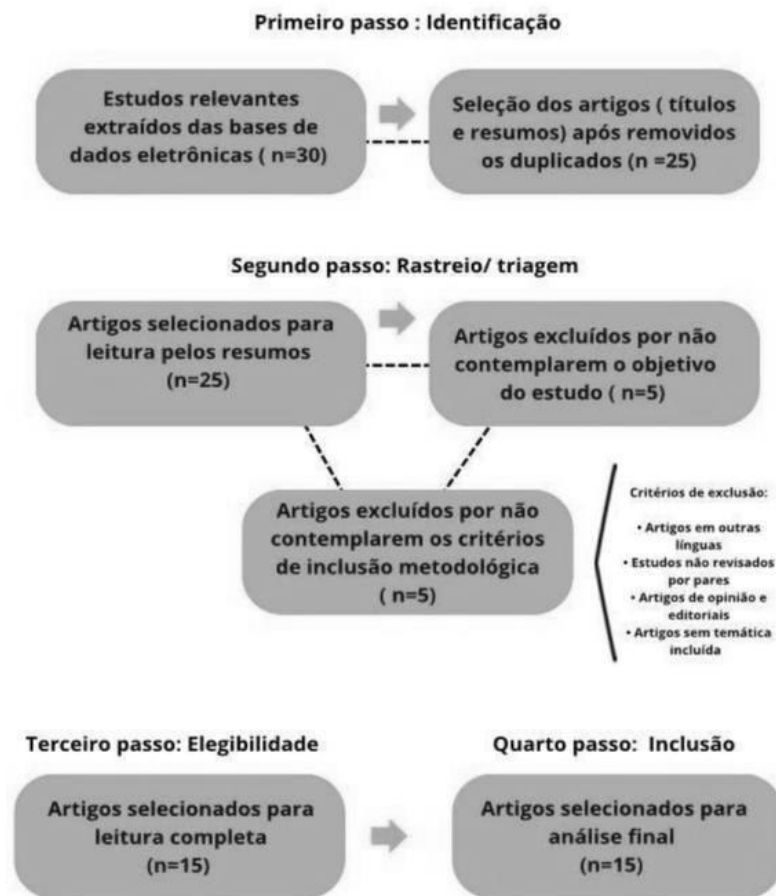 Primeiro passo : Identificação
Estudos relevantes
extraídos das bases de
dados eletrônicas ( n=30)
Seleção dos artigos ( títulos
e resumos) após removidos
os duplicados (n =25)
Segundo passo: Rastreio/ triagem
Artigos selecionados para
leitura pelos resumos
(n=25)
Artigos excluídos por não
contemplarem o objetivo
do estudo ( n=5)
Artigos excluídos por não
contemplarem os critérios
de inclusão metodológica
( n=5)
Critérios de exclusão:
• Artigos em outras
línguas
• Estudos não revisados
por pares
• Artigos de opinião e
editoriais
• Artigos sem temática
incluída
Terceiro passo: Elegibilidade
Artigos selecionados para
leitura completa
(n=15)
Quarto passo: Inclusão
Artigos selecionados para
análise final
(n=15)